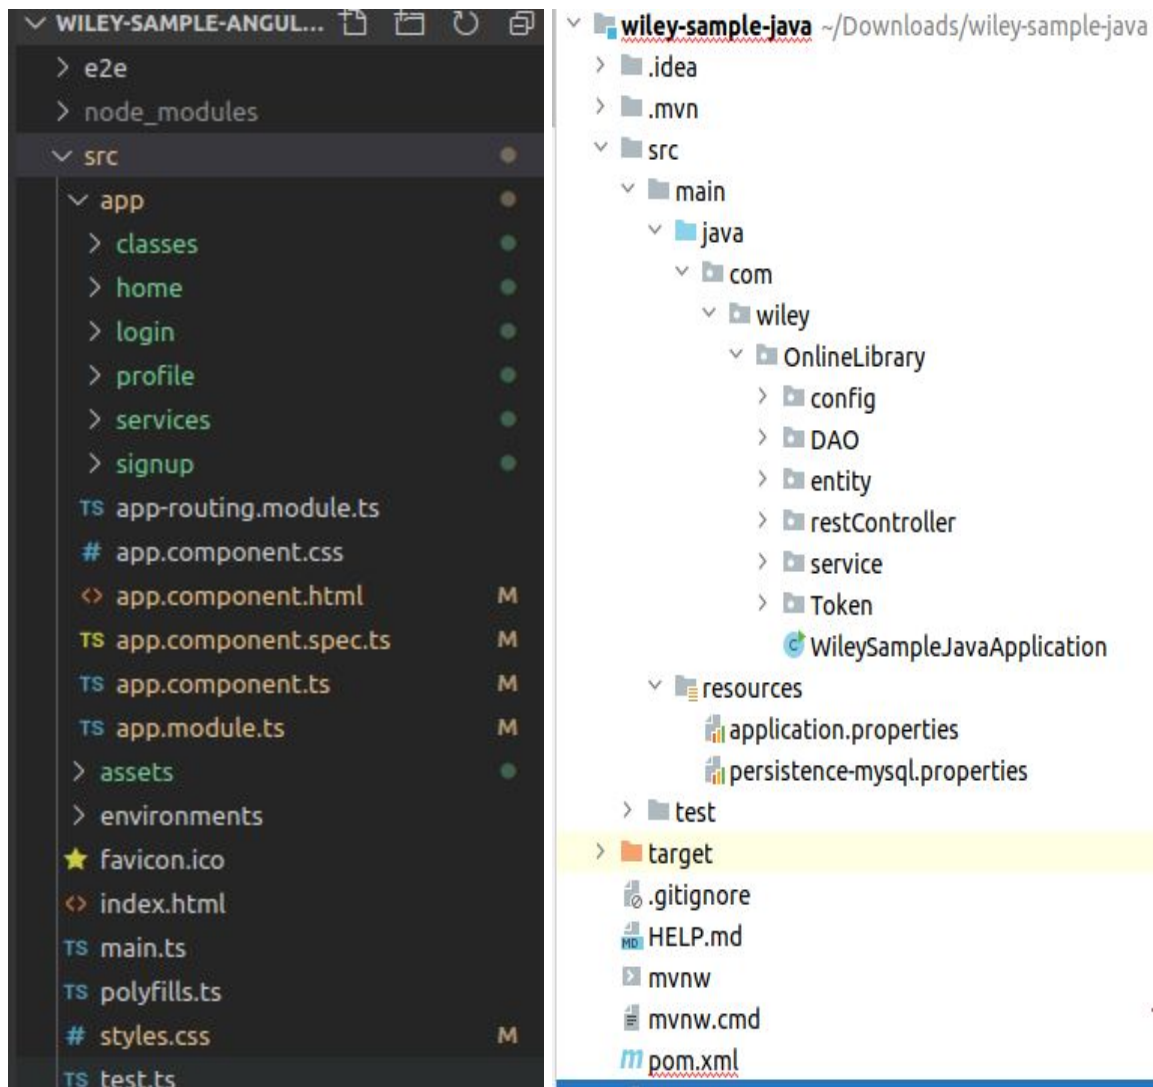 WILEY-SAMPLE-ANGUL...
e2e
node_modules
src
app
classes
home
login
profile
services
signup
TS app-routing.module.ts
# app.component.css
<> app.component.html M
TS app.component.spec.ts M
TS app.component.ts M
TS app.module.ts M
assets
environments
favicon.ico
<> index.html
TS main.ts
TS polyfills.ts
# styles.css M
TS test.ts
wiley-sample-java ~/Downloads/wiley-sample-java
.idea
.mvn
src
main
java
com
wiley
OnlineLibrary
config
DAO
entity
restController
service
Token
C WileySampleJavaApplication
resources
application.properties
persistence-mysql.properties
test
target
.gitignore
MD HELP.md
mvnw
mvnw.cmd
m pom.xml